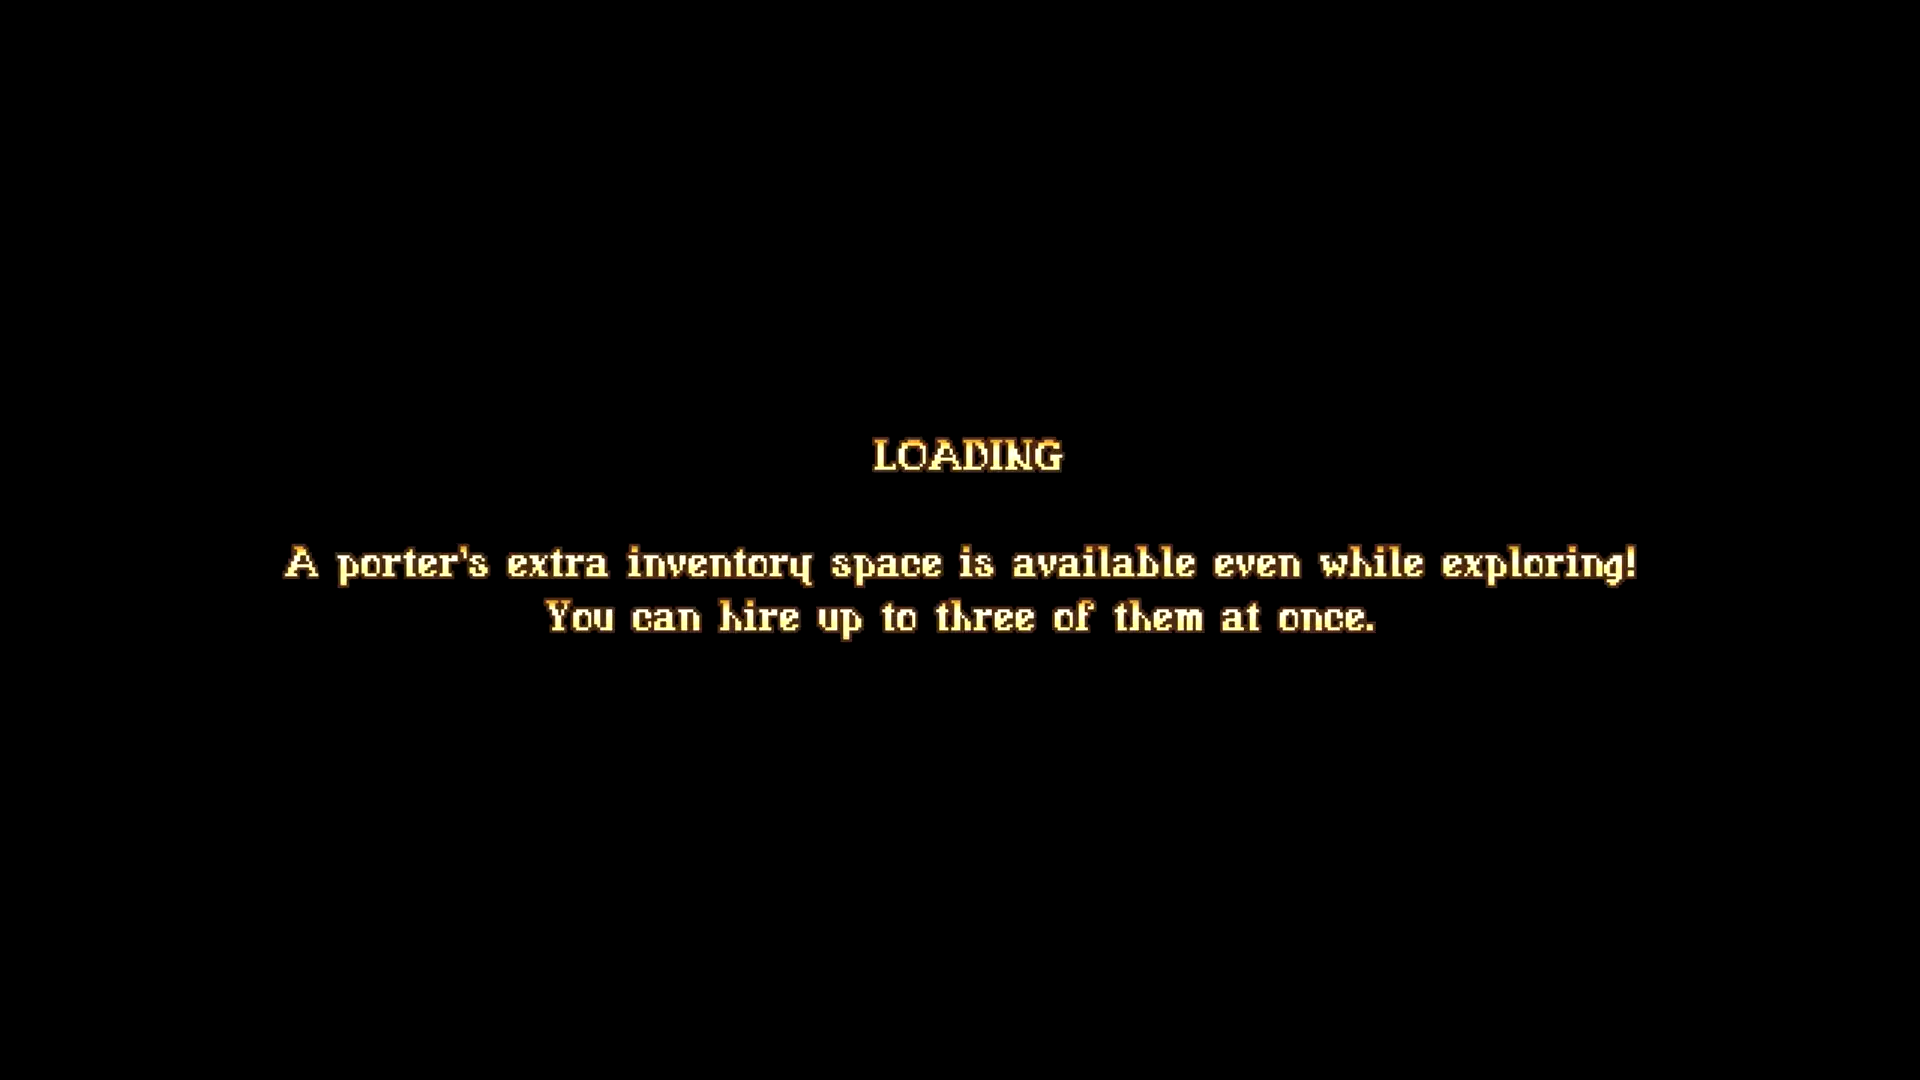 LOADING
A porter's extra inventory space is available even while exploring!
You can hire up to three of them at once.